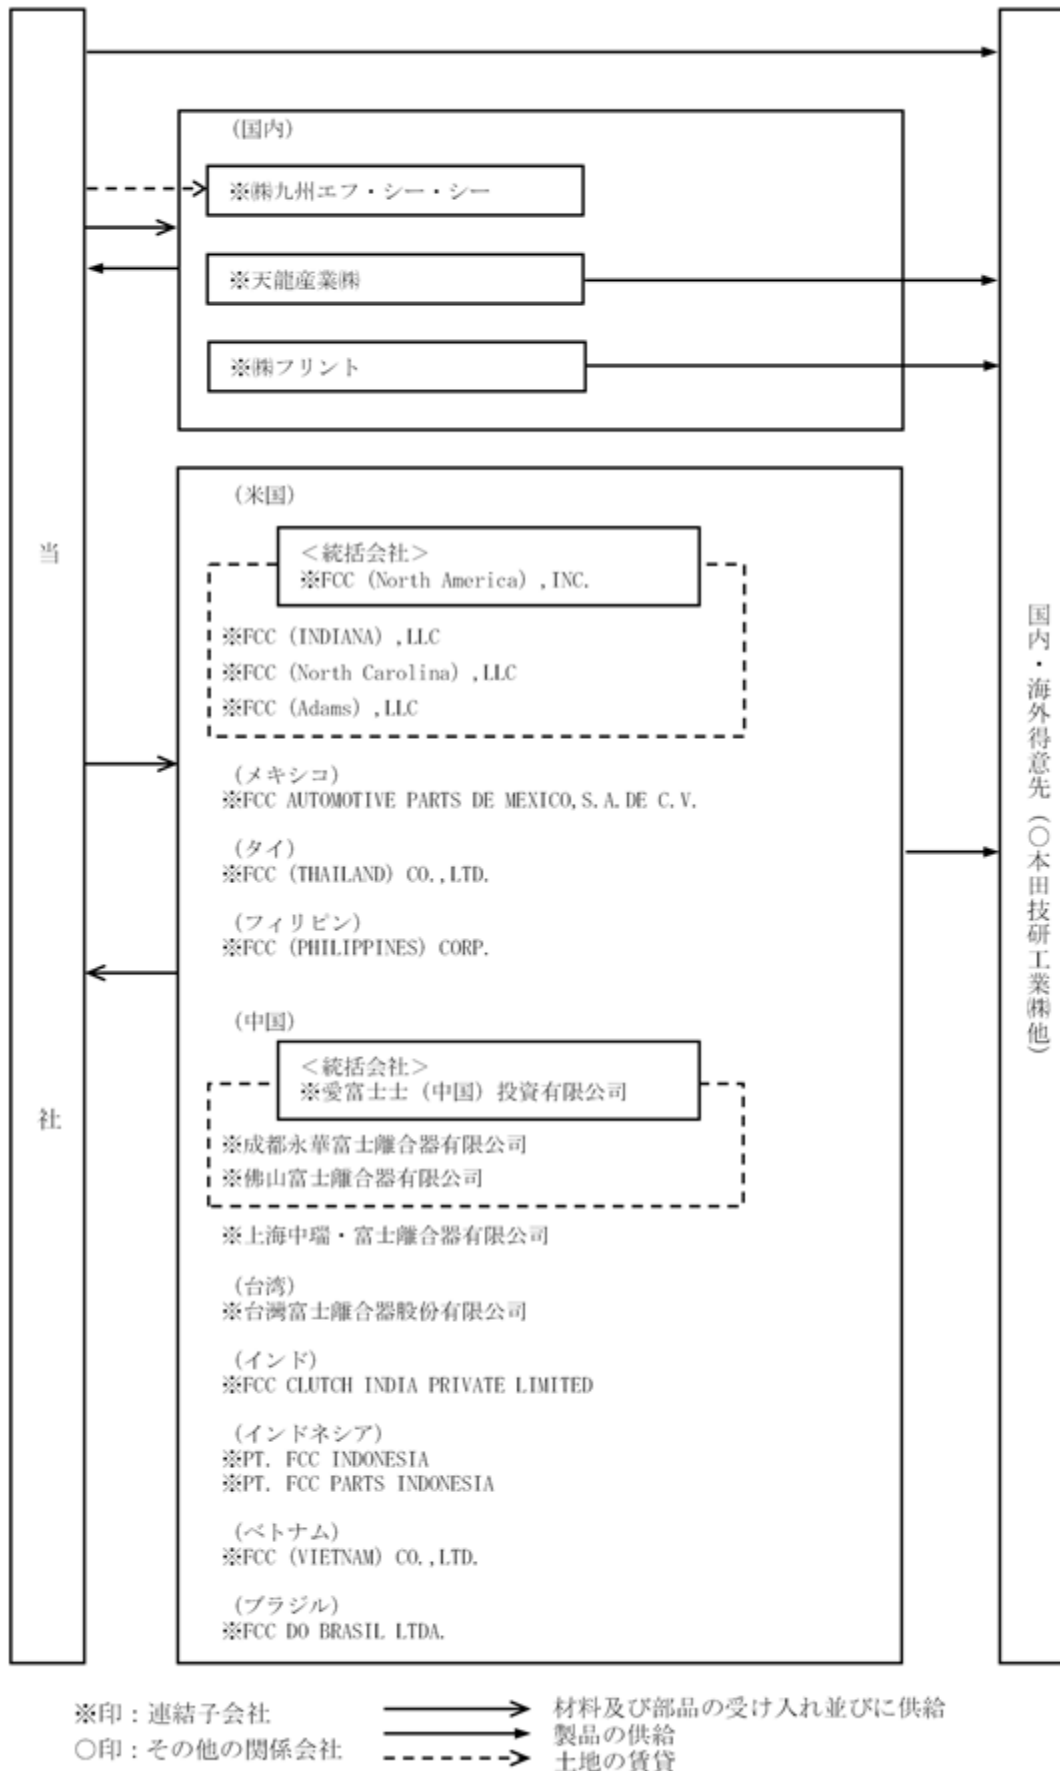 当社
(国内)
※㈱九州エフ・シー・シー
※天龍産業㈱
※㈱フリント
(米国)
＜統括会社＞
※FCC (North America) ,INC.
※FCC (INDIANA) ,LLC
※FCC (North Carolina) ,LLC
※FCC (Adams) ,LLC
(メキシコ)
※FCC AUTOMOTIVE PARTS DE MEXICO,S.A.DE C.V.
(タイ)
※FCC (THAILAND) CO.,LTD.
(フィリピン)
※FCC (PHILIPPINES) CORP.
(中国)
＜統括会社＞
※愛富士士（中国）投資有限公司
※成都永華富士離合器有限公司
※佛山富士離合器有限公司
※上海中瑞・富士離合器有限公司
(台湾)
※台灣富士離合器股份有限公司
(インド)
※FCC CLUTCH INDIA PRIVATE LIMITED
(インドネシア)
※PT. FCC INDONESIA
※PT. FCC PARTS INDONESIA
(ベトナム)
※FCC (VIETNAM) CO.,LTD.
(ブラジル)
※FCC DO BRASIL LTDA.
国内・海外得意先（○本田技研工業㈱他）
※印：連結子会社
○印：その他の関係会社
材料及び部品の受け入れ並びに供給
製品の供給
土地の賃貸